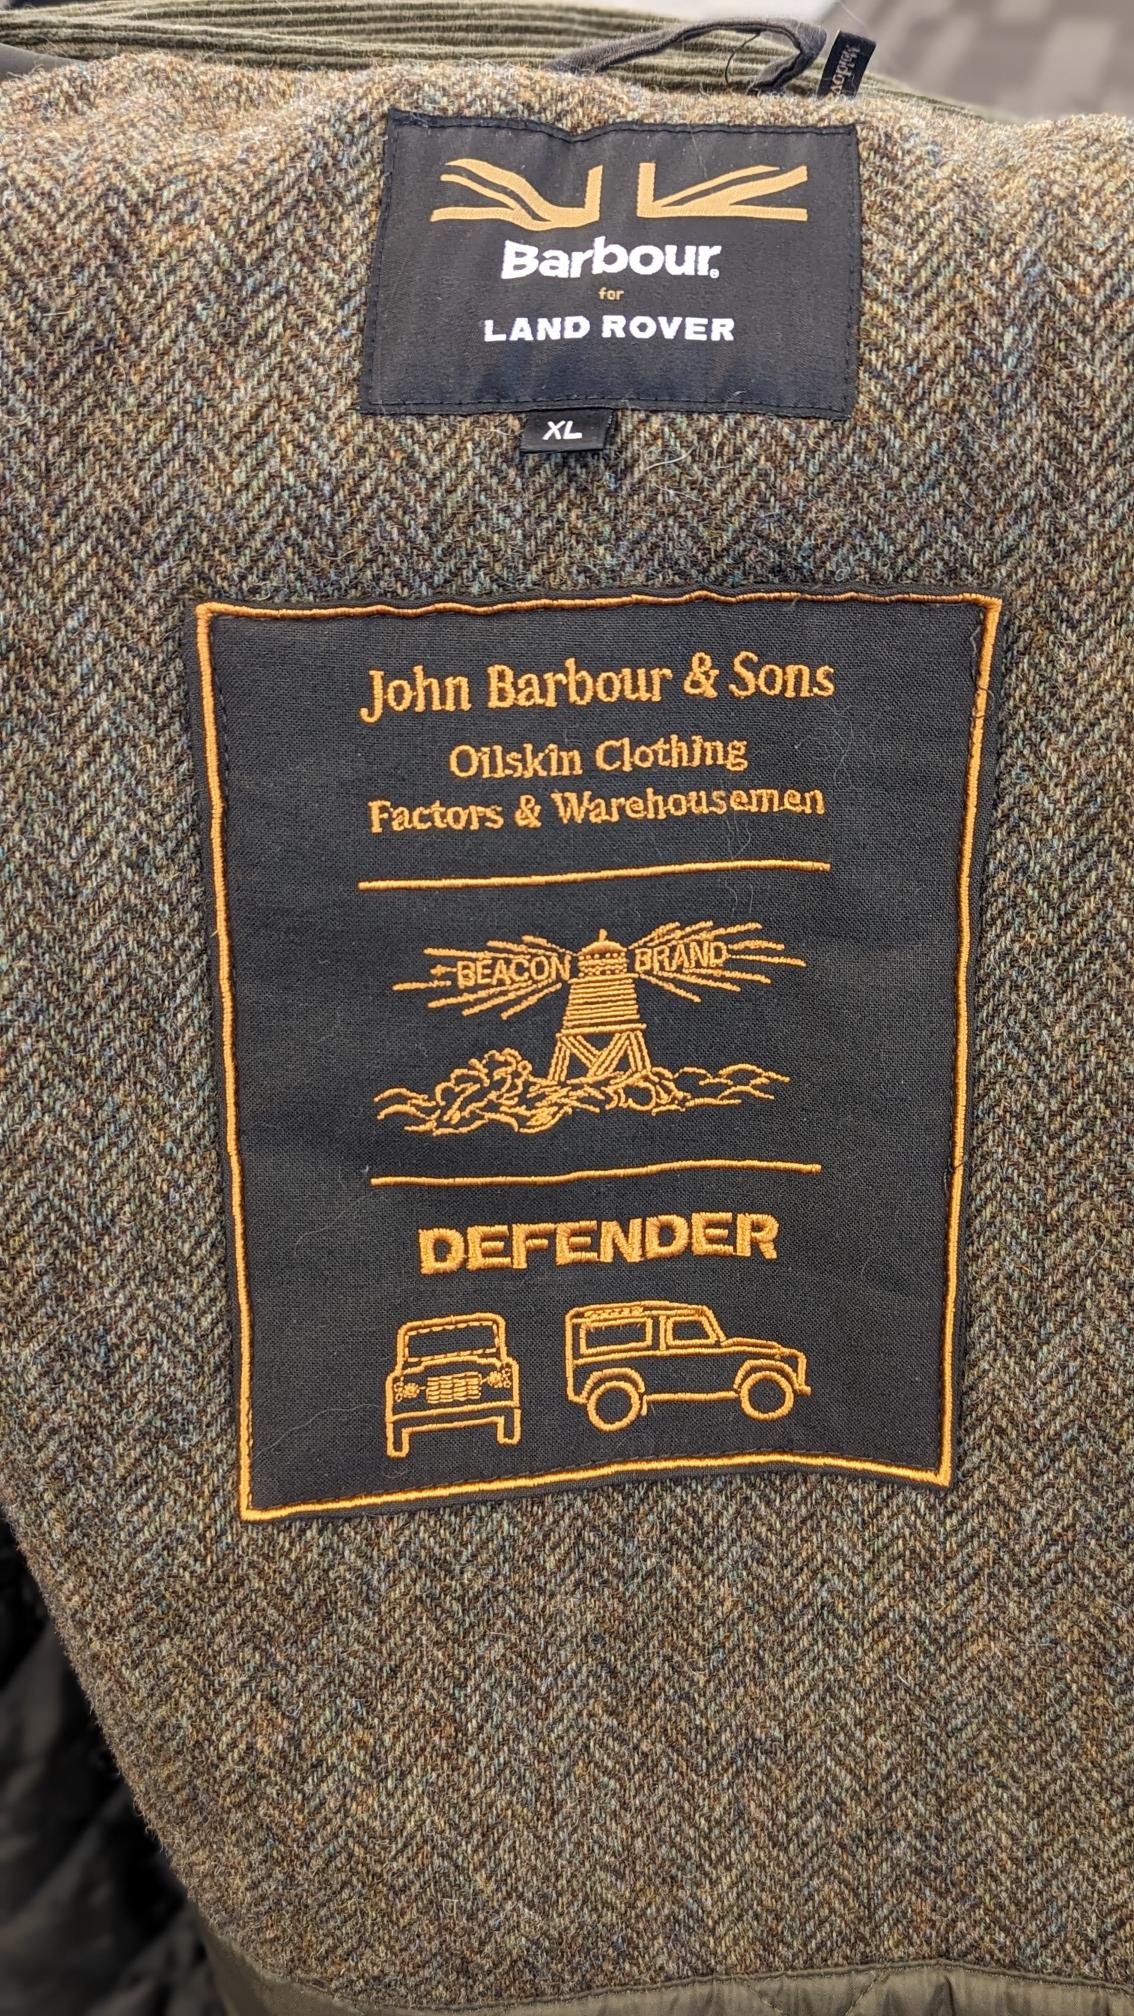 Barbour®
for
LAND ROVER
XL
John Barbour & Sons
Oilskin Clothing
Factors & Warehousemen
BEACON BRAND
DEFENDER